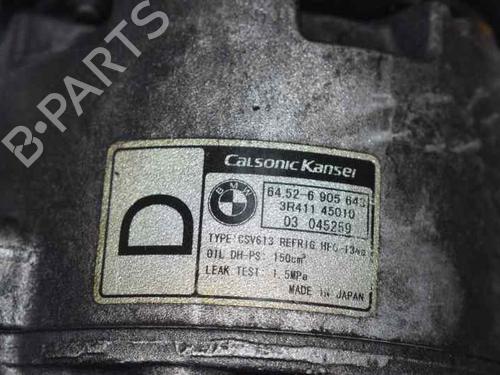 B-PARTS
D
Calsonic Kansei
BMW
64.52-6 905 643
3R411 45010
03 045259
TYPE:CSV613 REFRIG HFC-134a
OIL DH-PS: 150cm³
LEAK TEST: 1.5MPa
MADE IN JAPAN